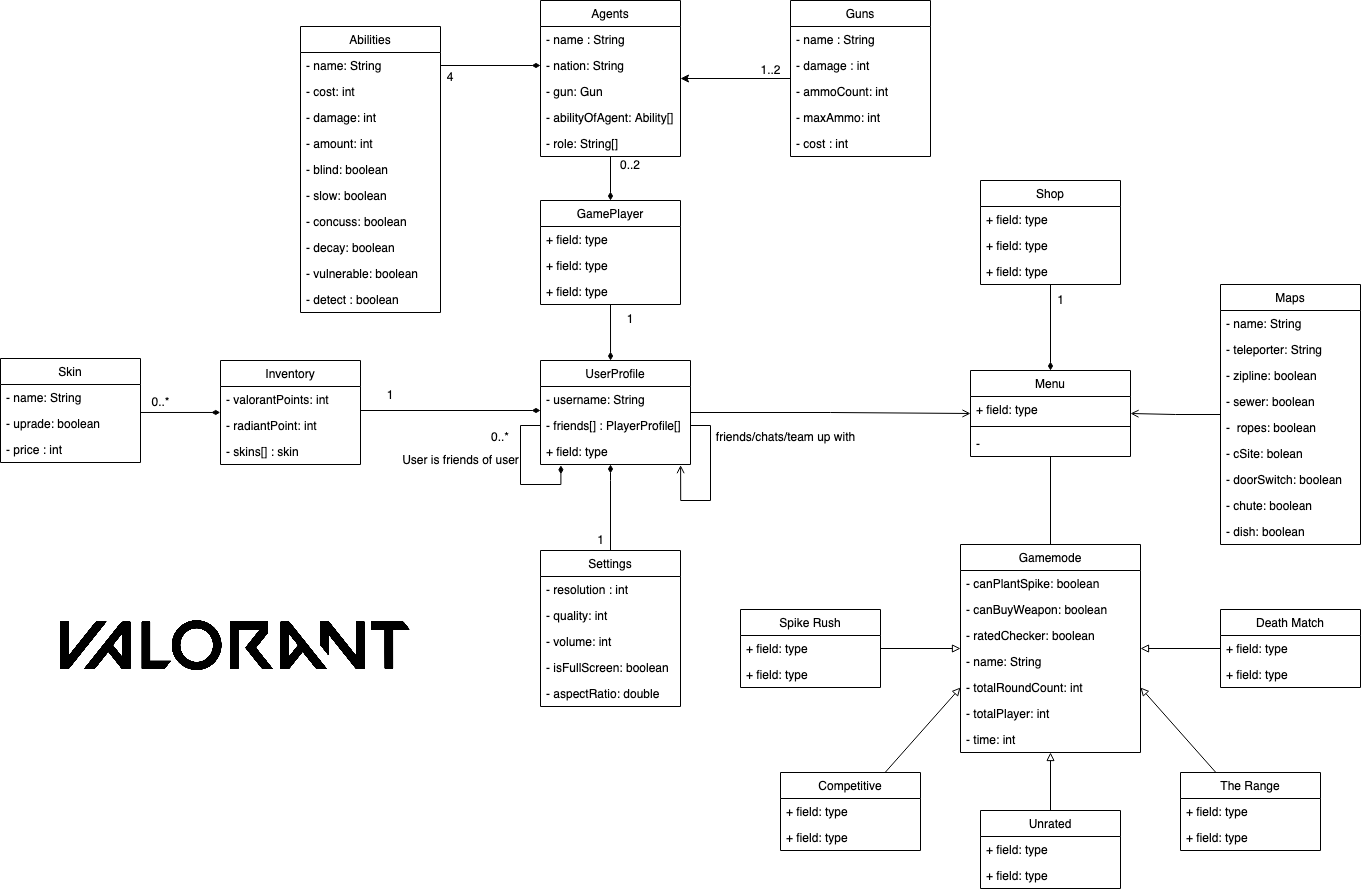 Agents
- name : String
- nation: String
- gun: Gun
- abilityOfAgent: Ability[]
- role: String[]
Guns
- name : String
- damage : int
- ammoCount: int
- maxAmmo: int
- cost : int
Abilities
- name: String
- cost: int
- damage: int
- amount: int
- blind: boolean
- slow: boolean
- concuss: boolean
- decay: boolean
- vulnerable: boolean
- detect : boolean
4
1..2
0..2
GamePlayer
+ field: type
+ field: type
+ field: type
1
Shop
+ field: type
+ field: type
+ field: type
1
Maps
- name: String
- teleporter: String
- zipline: boolean
- sewer: boolean
- ropes: boolean
- cSite: bolean
- doorSwitch: boolean
- chute: boolean
- dish: boolean
Skin
- name: String
- uprade: boolean
- price : int
0..*
Inventory
- valorantPoints: int
- radiantPoint: int
- skins[] : skin
1
UserProfile
- username: String
- friends[] : PlayerProfile[]
+ field: type
0..*
User is friends of user
friends/chats/team up with
Menu
+ field: type
-
1
Settings
- resolution : int
- quality: int
- volume: int
- isFullScreen: boolean
- aspectRatio: double
Gamemode
- canPlantSpike: boolean
- canBuyWeapon: boolean
- ratedChecker: boolean
- name: String
- totalRoundCount: int
- totalPlayer: int
- time: int
Spike Rush
+ field: type
+ field: type
Death Match
+ field: type
+ field: type
VALORANT
Competitive
+ field: type
+ field: type
Unrated
+ field: type
+ field: type
The Range
+ field: type
+ field: type